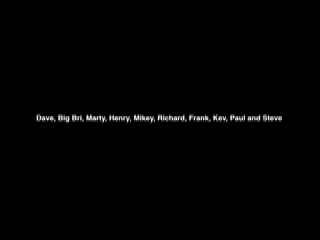 Dave, Big Bri, Marty, Henry, Mikey, Richard, Frank, Kev, Paul and Steve